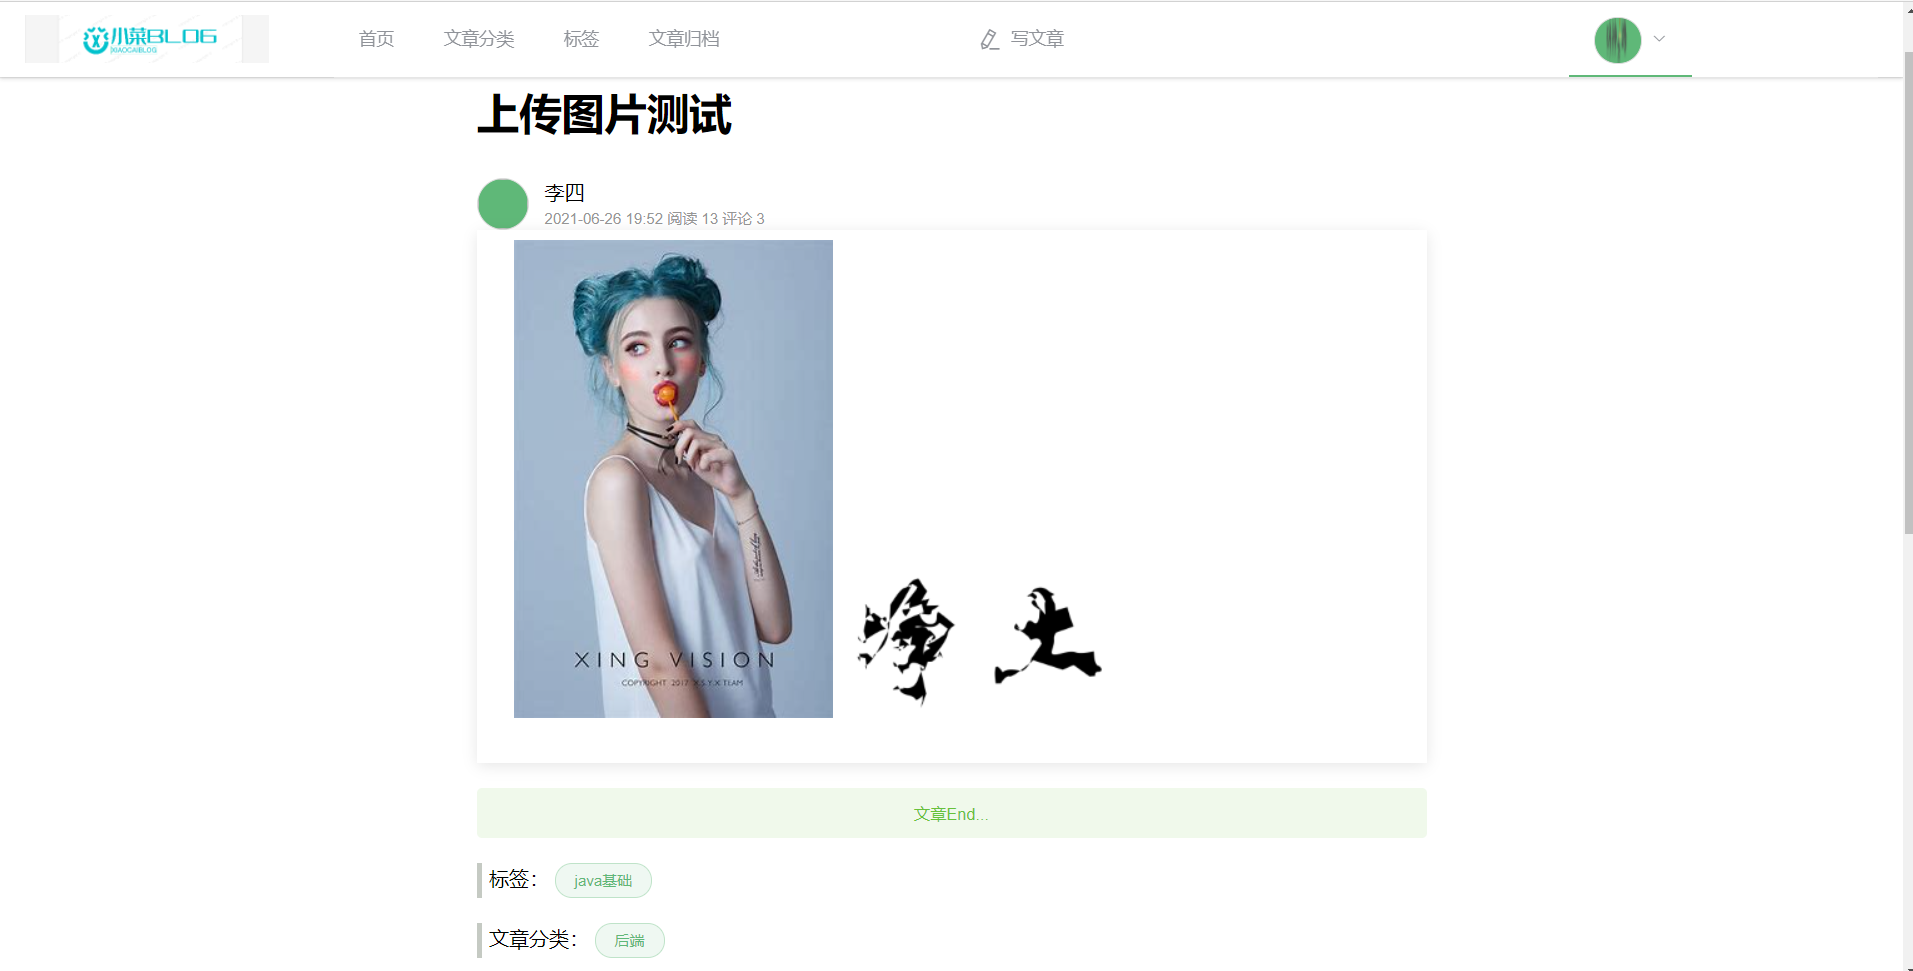 小菜BLOG
XIAOCAIBLOG
首页 文章分类 标签 文章归档 写文章
上传图片测试
李四
2021-06-26 19:52 阅读 13 评论 3
XING VISION
COPYRIGHT 2017 X.S.Y.X TEAM
净 土
文章End...
标签： java基础
文章分类： 后端